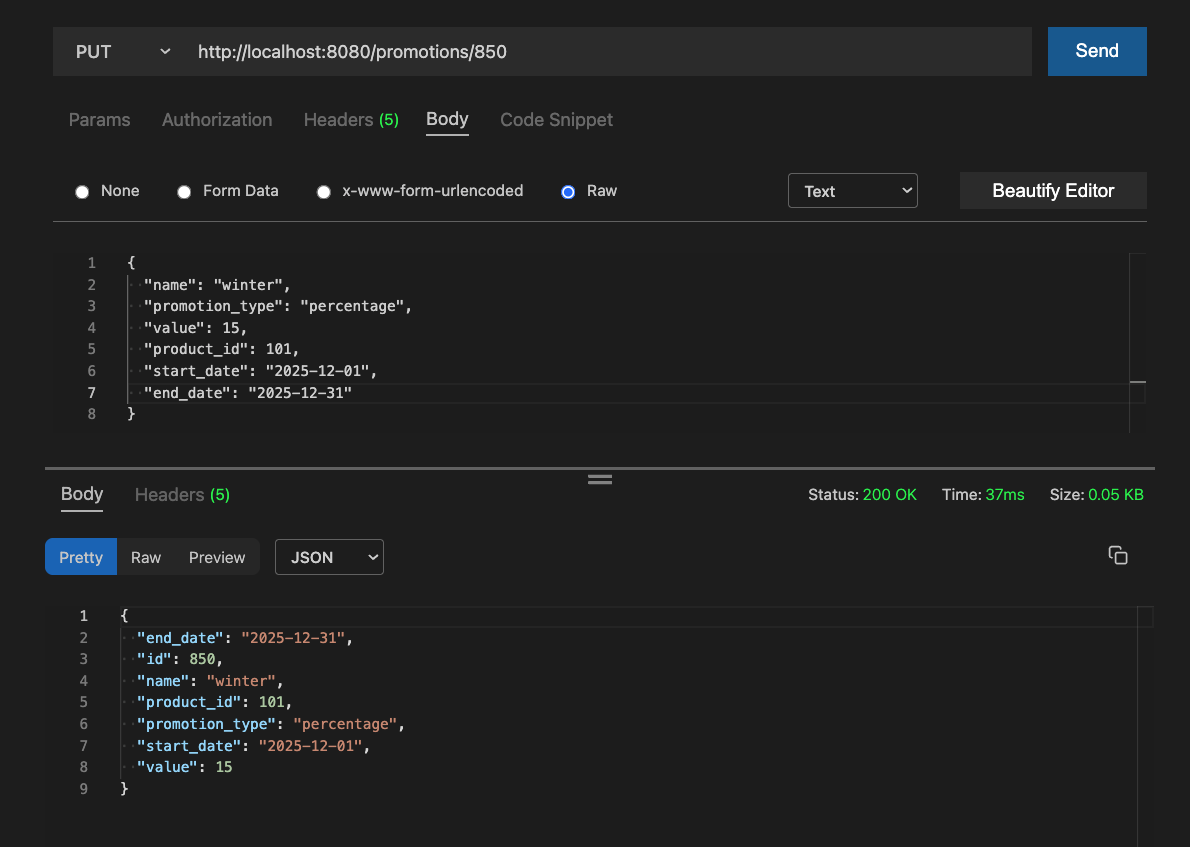 PUT http://localhost:8080/promotions/850 Send
Params Authorization Headers (5) Body Code Snippet
None Form Data x-www-form-urlencoded Raw Text Beautify Editor
1 {
2 "name": "winter",
3 "promotion_type": "percentage",
4 "value": 15,
5 "product_id": 101,
6 "start_date": "2025-12-01",
7 "end_date": "2025-12-31"
8 }
Body Headers (5) Status: 200 OK Time: 37ms Size: 0.05 KB
Pretty Raw Preview JSON
1 {
2 "end_date": "2025-12-31",
3 "id": 850,
4 "name": "winter",
5 "product_id": 101,
6 "promotion_type": "percentage",
7 "start_date": "2025-12-01",
8 "value": 15
9 }